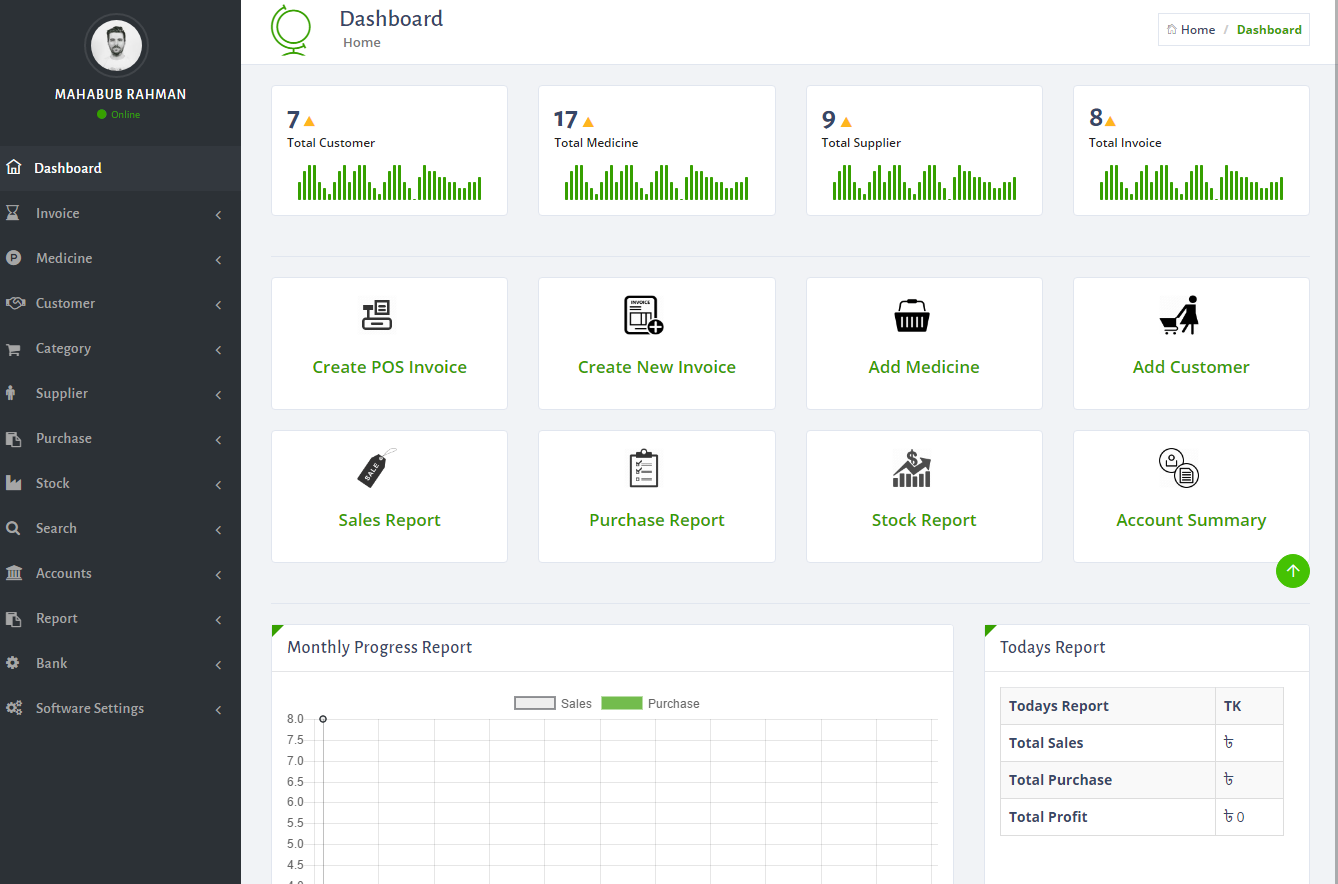 MAHABUB RAHMAN
Online
Dashboard
Invoice
Medicine
Customer
Category
Supplier
Purchase
Stock
Search
Accounts
Report
Bank
Software Settings
Dashboard
Home
Home / Dashboard
7
Total Customer
17
Total Medicine
9
Total Supplier
8
Total Invoice
Create POS Invoice
INVOICE
Create New Invoice
Add Medicine
Add Customer
SALE
Sales Report
Purchase Report
$
Stock Report
Account Summary
Monthly Progress Report
Sales Purchase
8.0
7.5
7.0
6.5
6.0
5.5
5.0
4.5
4.0
Todays Report
Todays Report TK
Total Sales ৳
Total Purchase ৳
Total Profit ৳ 0